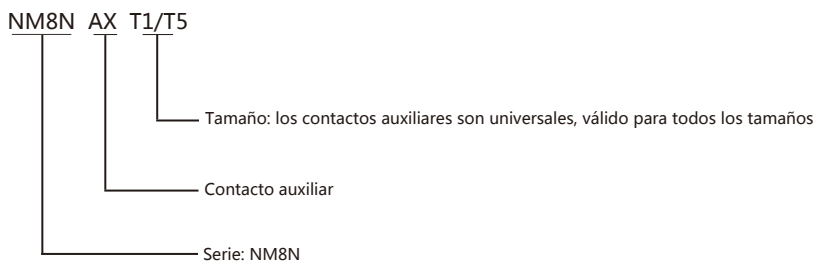 NM8N AX T1/T5
Tamaño: los contactos auxiliares son universales, válido para todos los tamaños
Contacto auxiliar
Serie: NM8N